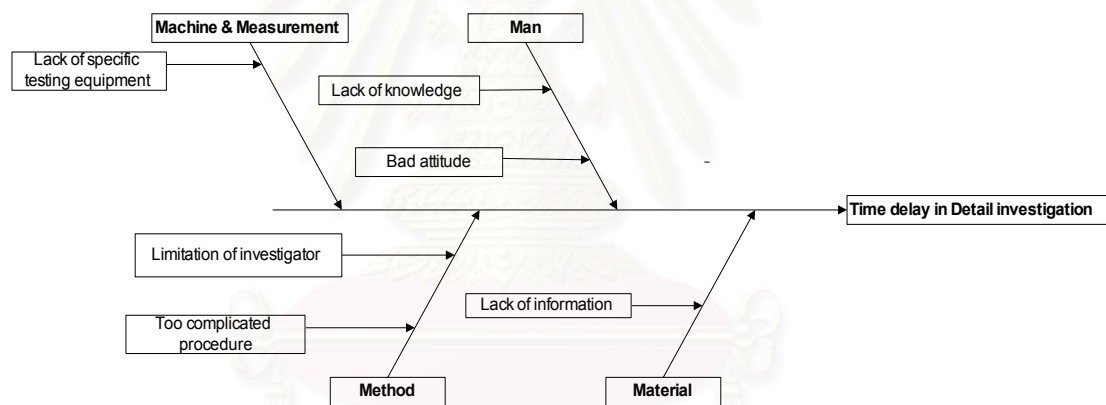 Machine & Measurement
Man
Lack of specific
testing equipment
Lack of knowledge
Bad attitude
Time delay in Detail investigation
Limitation of investigator
Lack of information
Too complicated
procedure
Method
Material